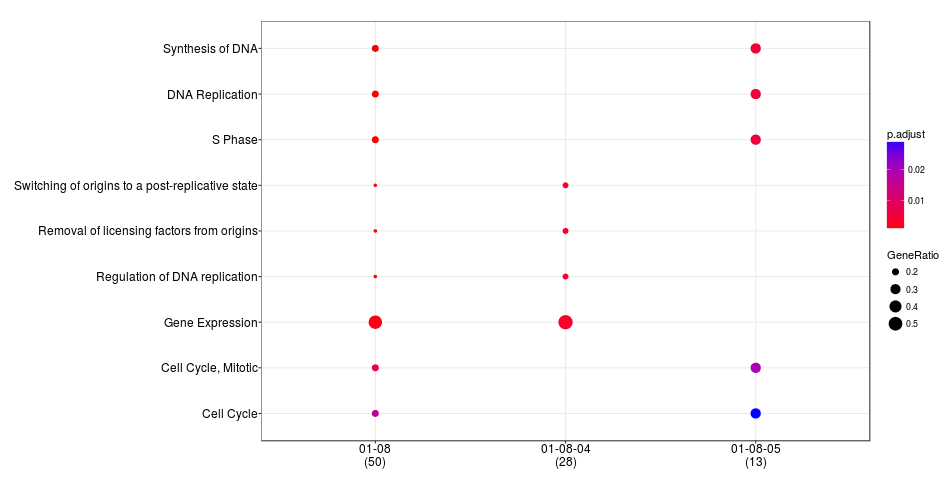 Synthesis of DNA
DNA Replication
S Phase
Switching of origins to a post-replicative state
Removal of licensing factors from origins
Regulation of DNA replication
Gene Expression
Cell Cycle, Mitotic
Cell Cycle
01-08
(50)
01-08-04
(28)
01-08-05
(13)
p.adjust
0.02
0.01
GeneRatio
0.2
0.3
0.4
0.5